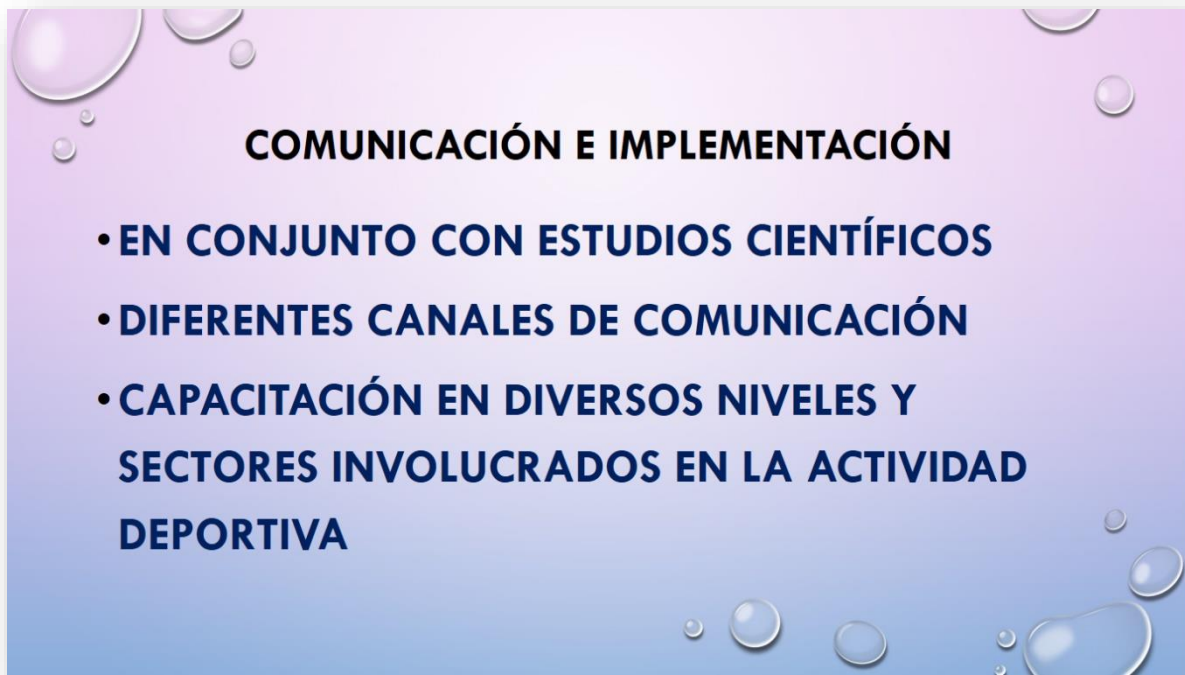 COMUNICACIÓN E IMPLEMENTACIÓN
• EN CONJUNTO CON ESTUDIOS CIENTÍFICOS
• DIFERENTES CANALES DE COMUNICACIÓN
• CAPACITACIÓN EN DIVERSOS NIVELES Y
SECTORES INVOLUCRADOS EN LA ACTIVIDAD
DEPORTIVA